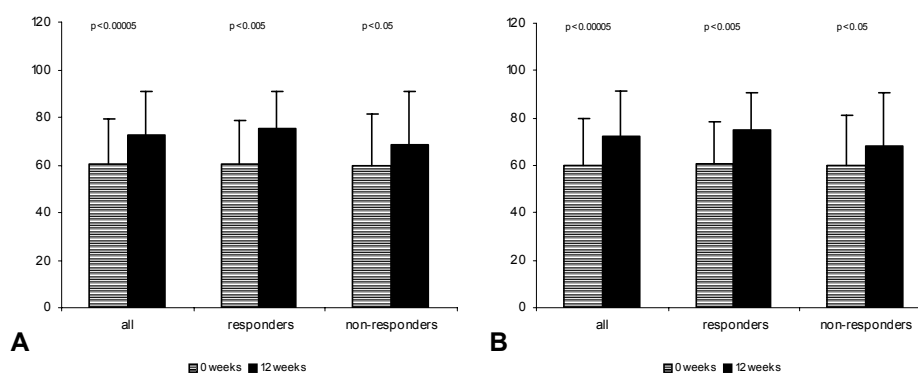 120
100
80
60
40
20
0
p<0.00005
p<0.005
p<0.05
all
responders
non-responders
A
0 weeks
12 weeks
120
100
80
60
40
20
0
p<0.00005
p<0.005
p<0.05
all
responders
non-responders
B
0 weeks
12 weeks